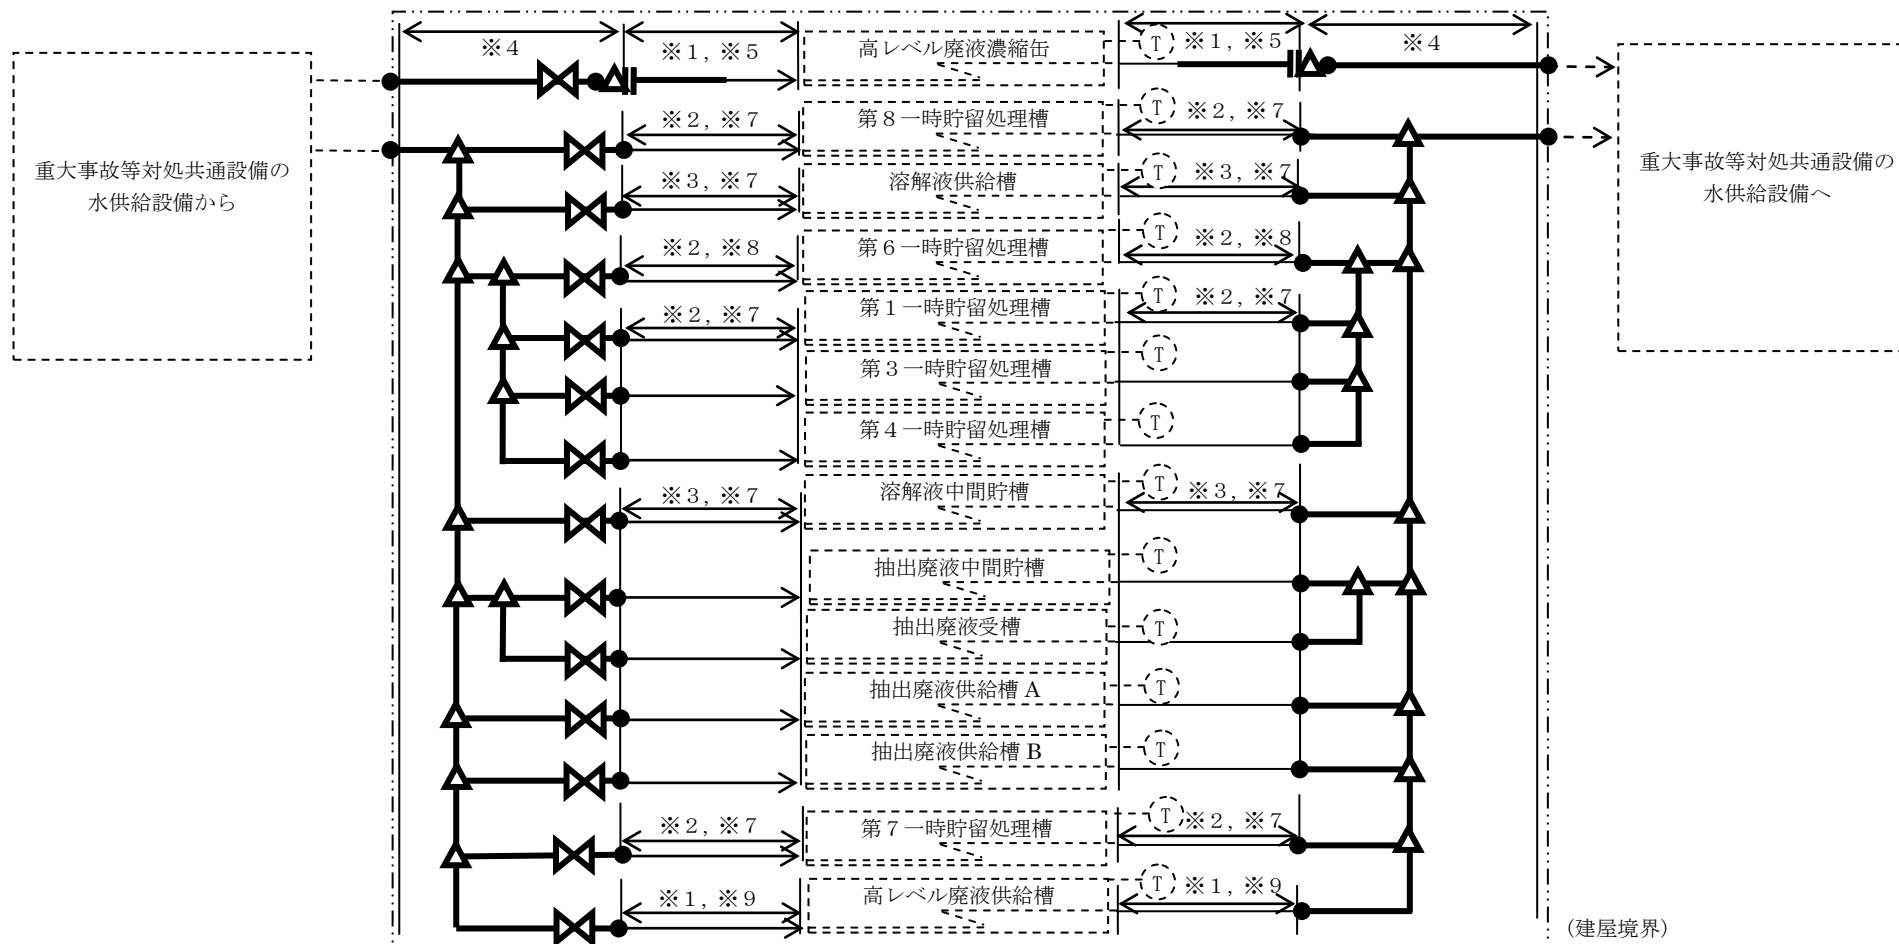 ※4
※1, ※5
高レベル廃液濃縮缶
T
※1, ※5
※4
重大事故等対処共通設備の
水供給設備から
重大事故等対処共通設備の
水供給設備へ
※2, ※7
第8一時貯留処理槽
T
※2, ※7
※3, ※7
溶解液供給槽
T
※3, ※7
※2, ※8
第6一時貯留処理槽
T
※2, ※8
※2, ※7
第1一時貯留処理槽
T
※2, ※7
第3一時貯留処理槽
T
第4一時貯留処理槽
T
※3, ※7
溶解液中間貯槽
T
※3, ※7
抽出廃液中間貯槽
T
抽出廃液受槽
T
抽出廃液供給槽 A
T
抽出廃液供給槽 B
T
※2, ※7
第7一時貯留処理槽
T
※2, ※7
※1, ※9
高レベル廃液供給槽
T
※1, ※9
(建屋境界)